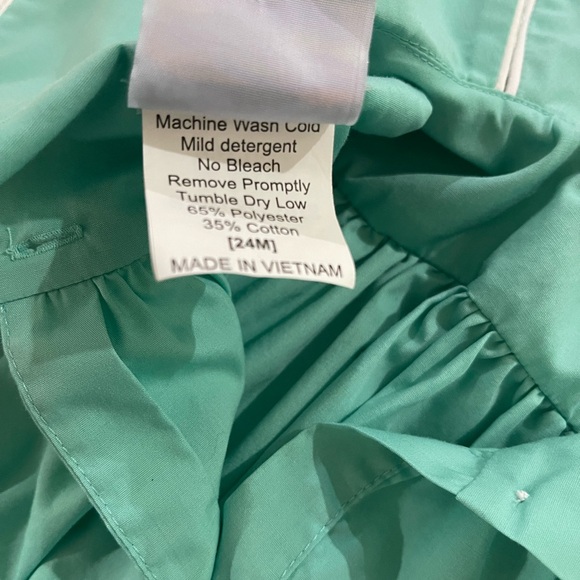 Machine Wash Cold
Mild detergent
No Bleach
Remove Promptly
Tumble Dry Low
65% Polyester
35% Cotton
[24M]
MADE IN VIETNAM